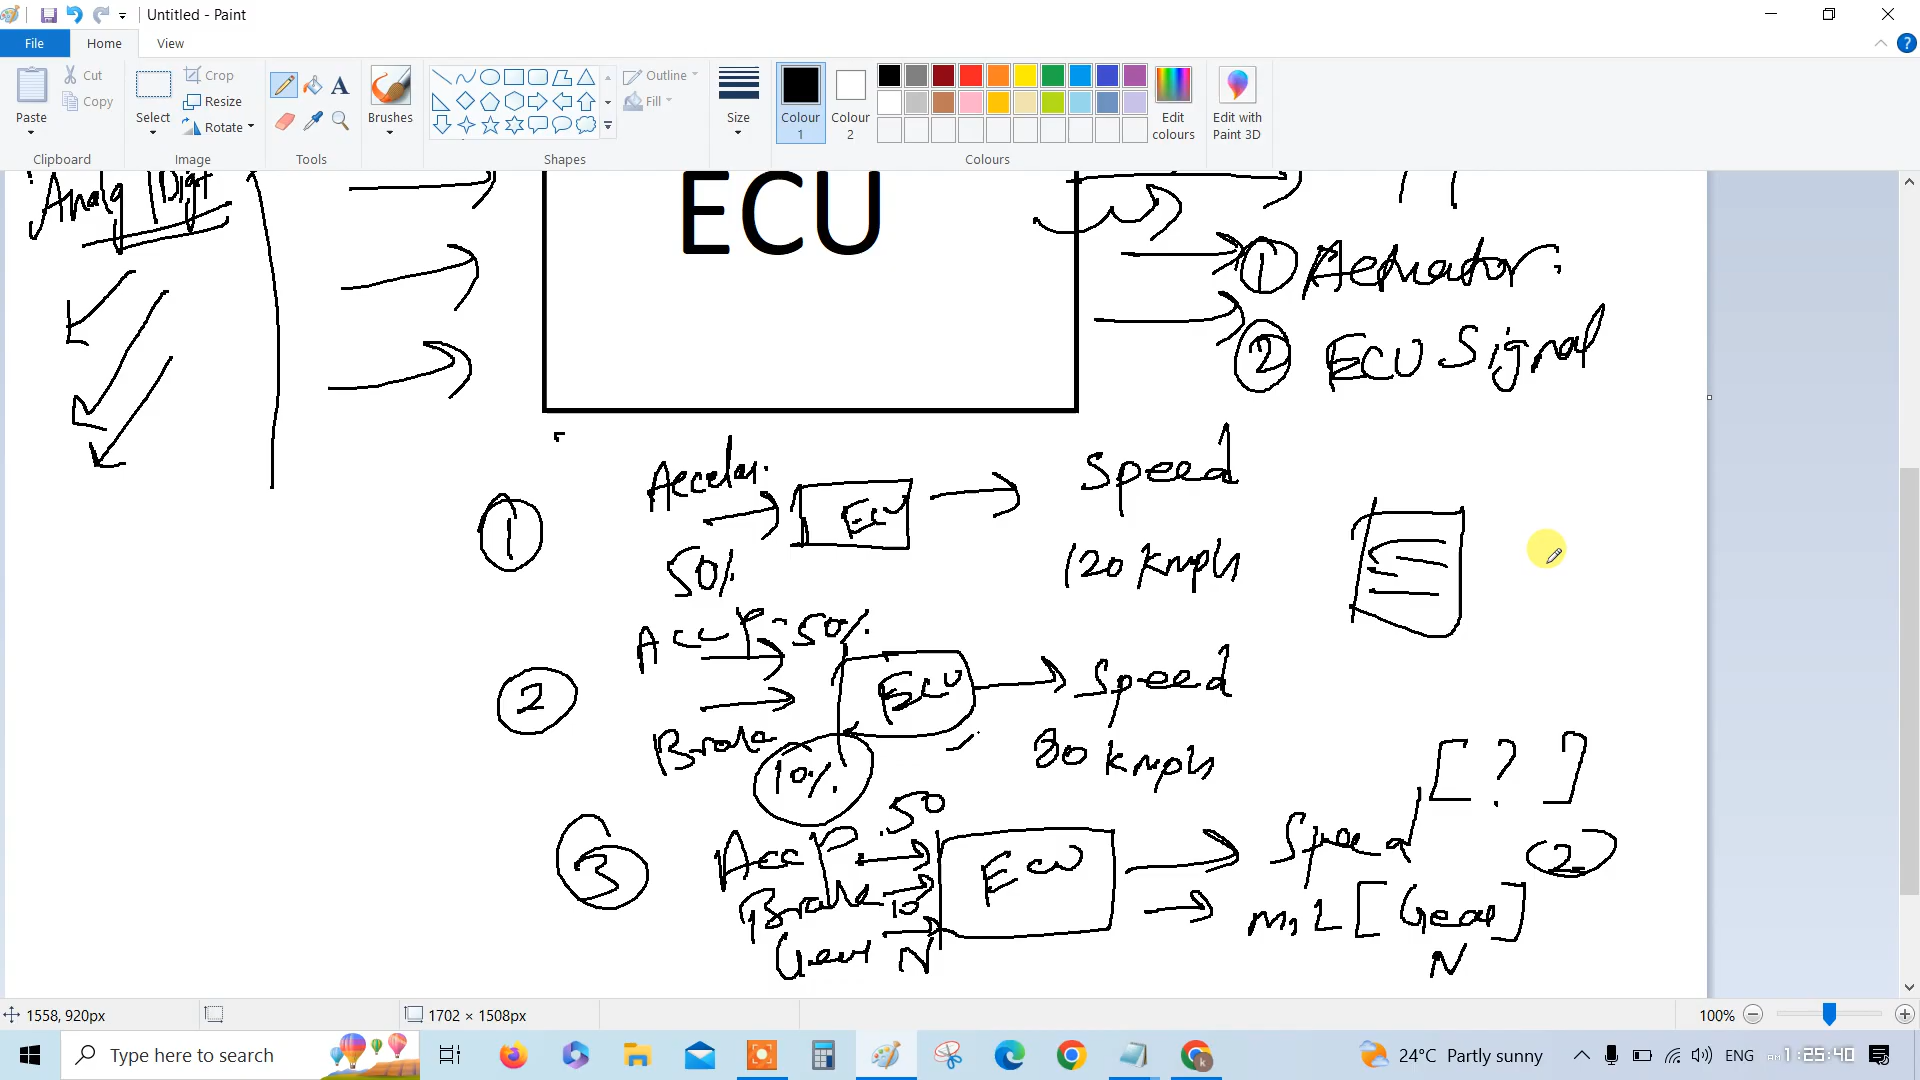 Untitled - Paint
File
Home
View
Paste
Cut
Copy
Clipboard
Select
Crop
Resize
Rotate
Image
Tools
Brushes
Shapes
Outline
Fill
Size
Colour 1
Colour 2
Colours
Edit colours
Edit with Paint 3D
Analg | Digt
ECU
① Actuator.
② ECU Signal
①
Acceler.
50%
ECU
Speed
120 kmph
②
Acc P - 50%
Brake
10%
ECU
Speed
80 kmph
[ ? ]
③
Acc P .50
Brake 10
Gear N
ECU
Speed
②
[Gear]
N
1558, 920px
1702 × 1508px
100%
Type here to search
24°C Partly sunny
ENG
AM 1:25:40